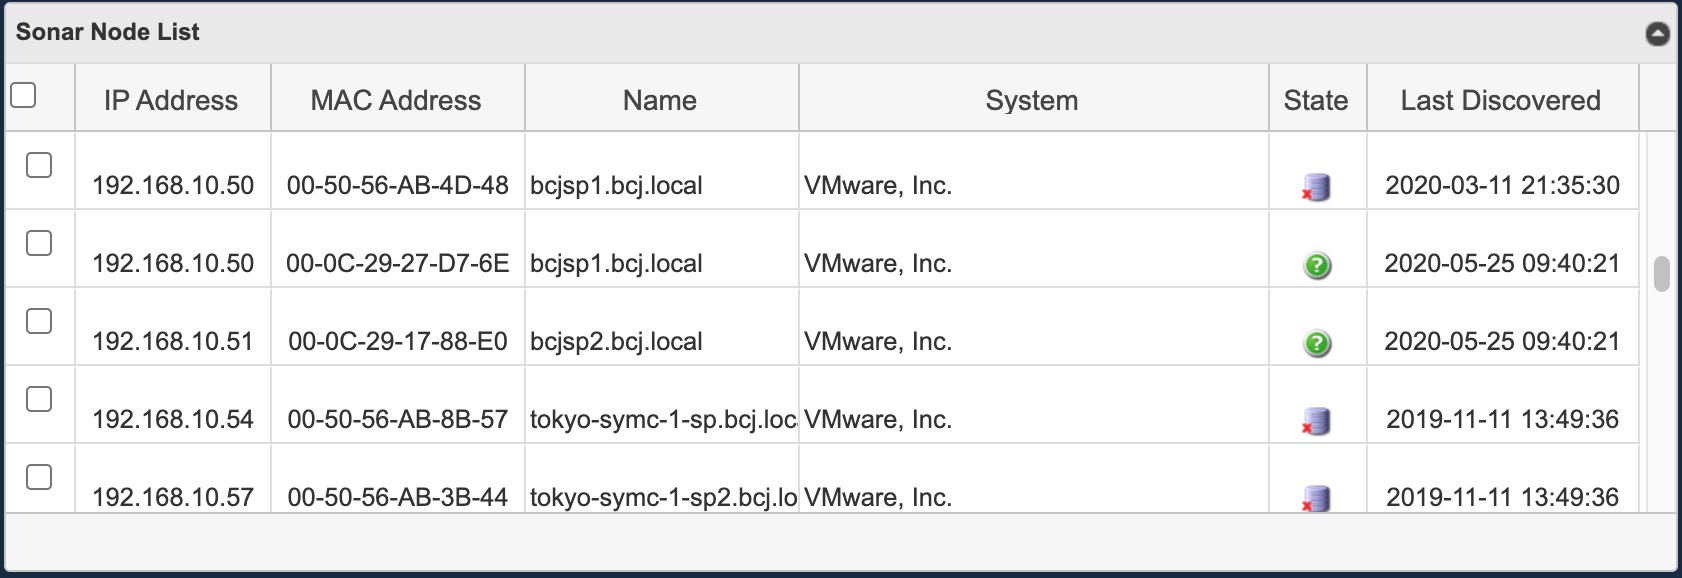 Sonar Node List
IP Address MAC Address Name System State Last Discovered
192.168.10.50 00-50-56-AB-4D-48 bcjsp1.bcj.local VMware, Inc. 2020-03-11 21:35:30
192.168.10.50 00-0C-29-27-D7-6E bcjsp1.bcj.local VMware, Inc. ? 2020-05-25 09:40:21
192.168.10.51 00-0C-29-17-88-E0 bcjsp2.bcj.local VMware, Inc. ? 2020-05-25 09:40:21
192.168.10.54 00-50-56-AB-8B-57 tokyo-symc-1-sp.bcj.loc VMware, Inc. 2019-11-11 13:49:36
192.168.10.57 00-50-56-AB-3B-44 tokyo-symc-1-sp2.bcj.lo VMware, Inc. 2019-11-11 13:49:36